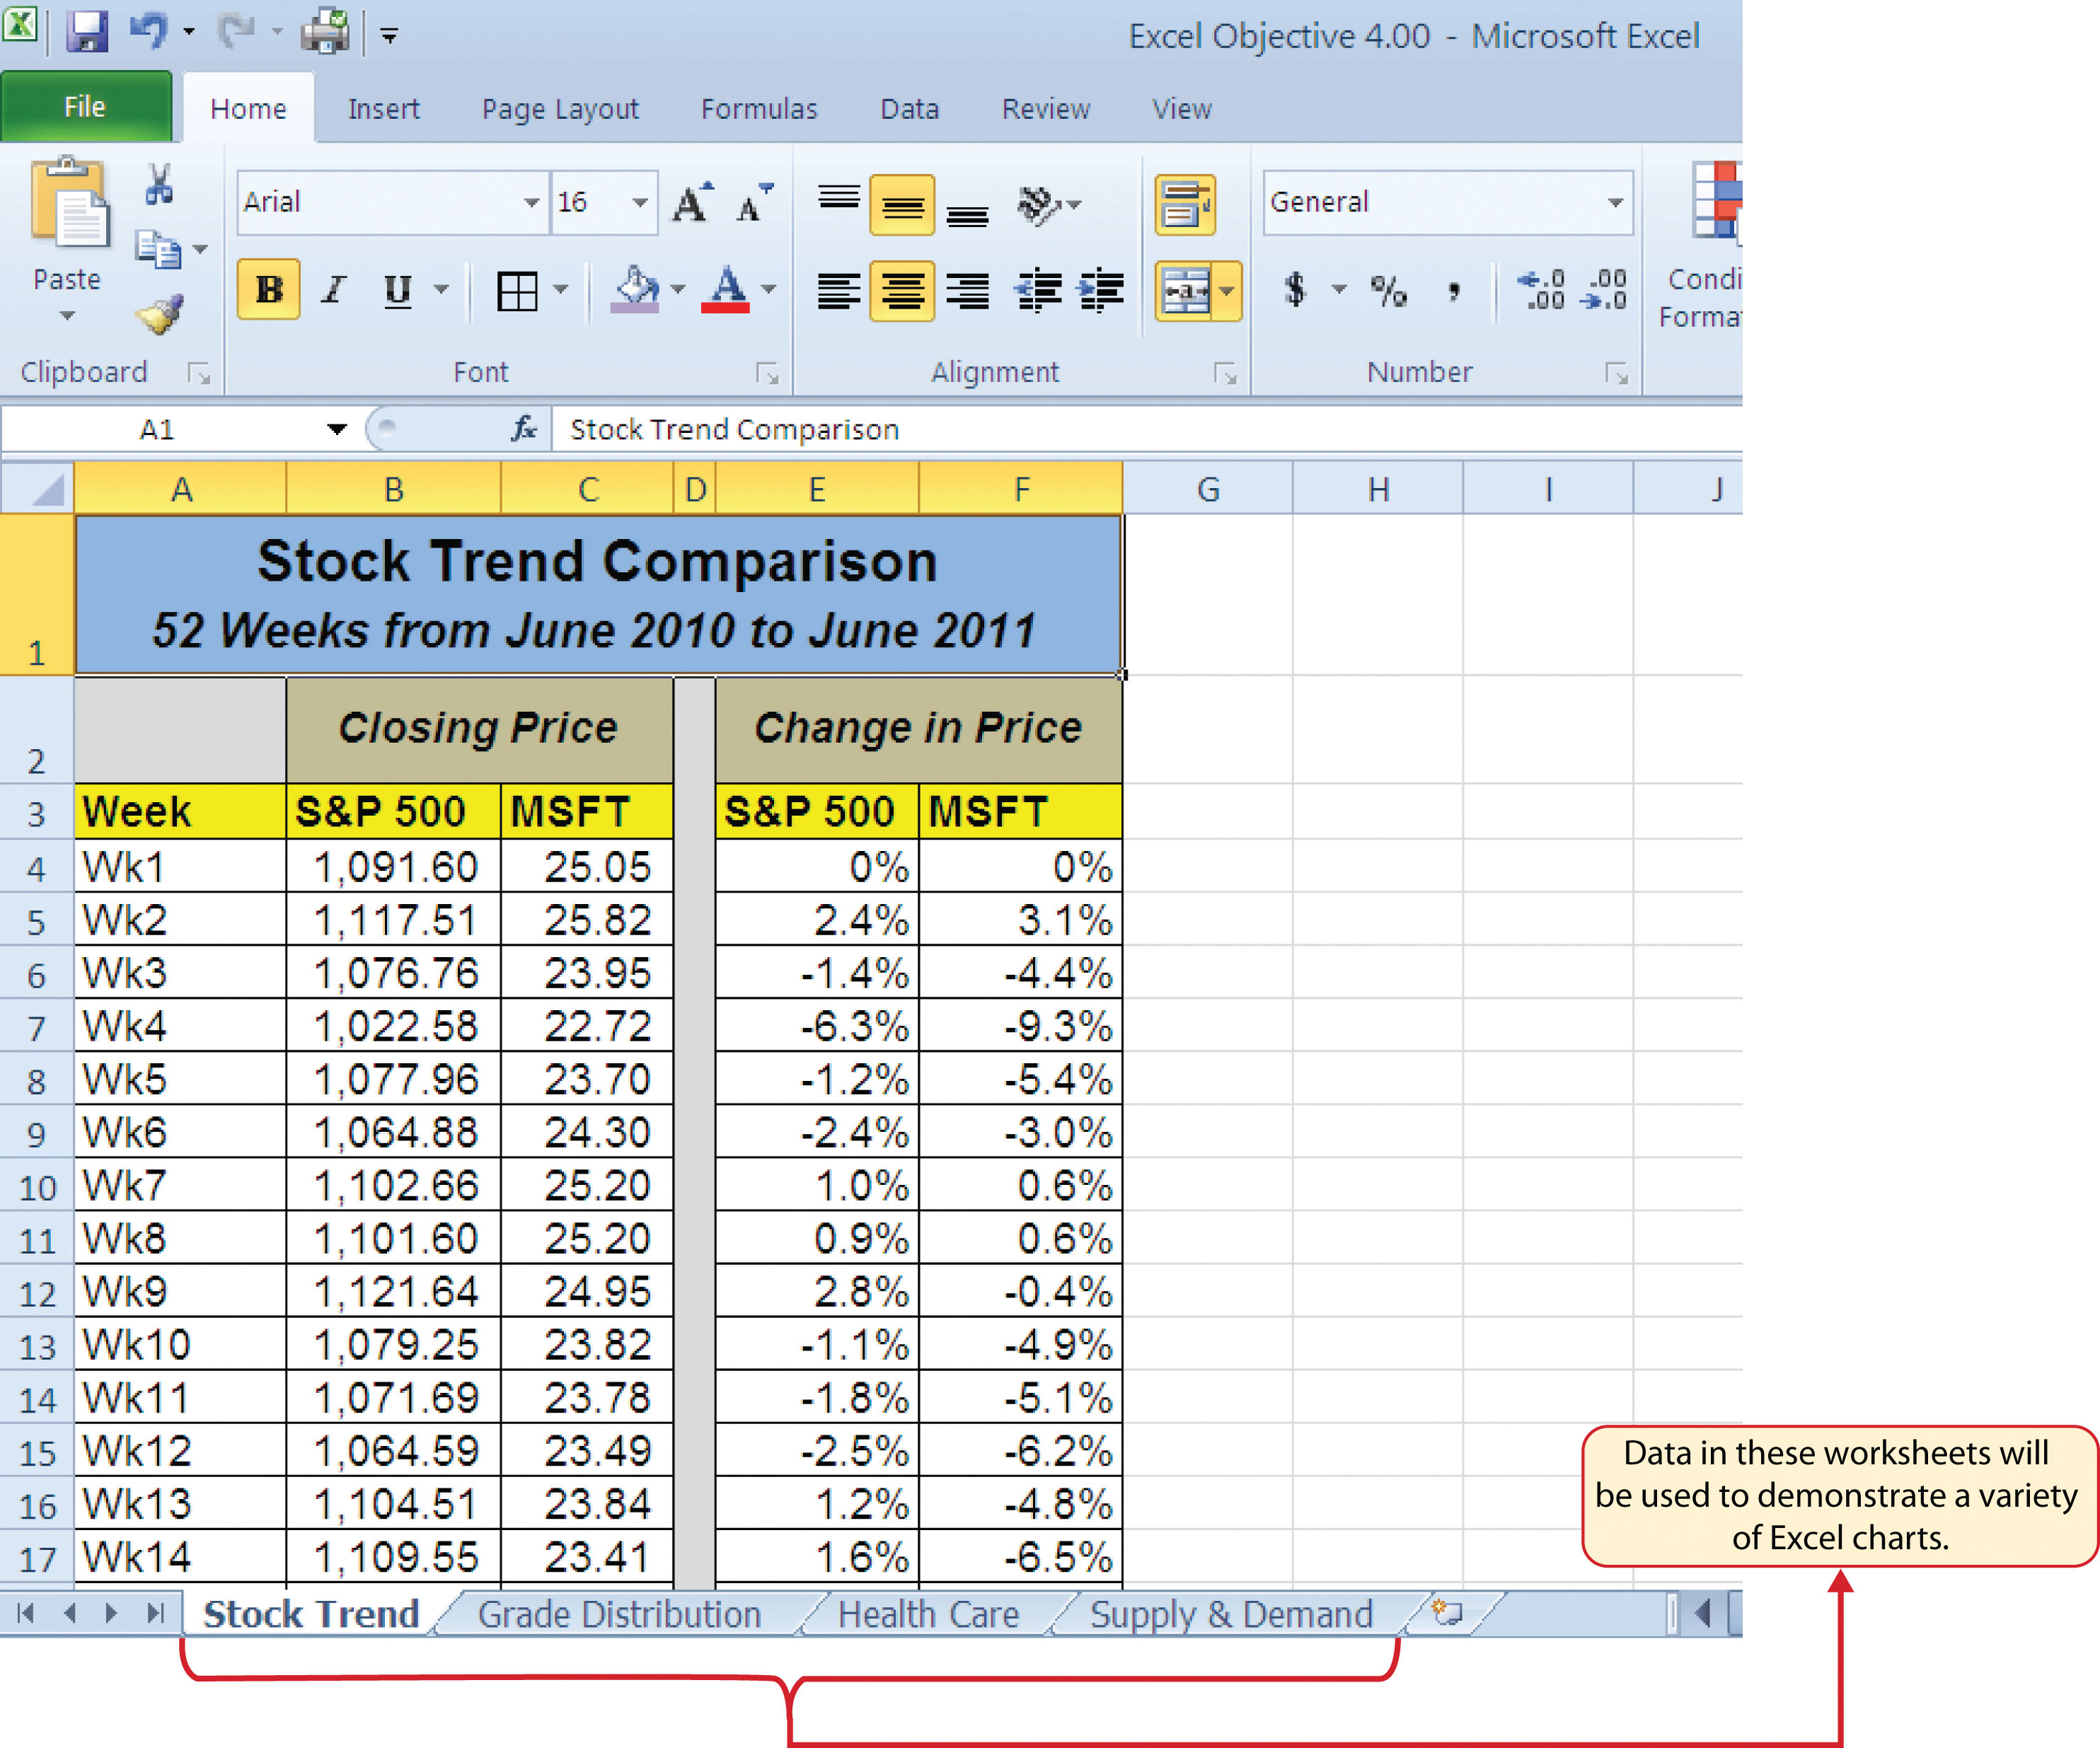 Excel Objective 4.00 - Microsoft Excel
File Home Insert Page Layout Formulas Data Review View
Arial 16 A A General
Paste B I U A a $ % , .0 .00 .00 .0 Condi
Forma
Clipboard Font Alignment Number
A1 fx Stock Trend Comparison
A B C D E F G H I J
Stock Trend Comparison
1 52 Weeks from June 2010 to June 2011
2 Closing Price Change in Price
3 Week S&P 500 MSFT S&P 500 MSFT
4 Wk1 1,091.60 25.05 0% 0%
5 Wk2 1,117.51 25.82 2.4% 3.1%
6 Wk3 1,076.76 23.95 -1.4% -4.4%
7 Wk4 1,022.58 22.72 -6.3% -9.3%
8 Wk5 1,077.96 23.70 -1.2% -5.4%
9 Wk6 1,064.88 24.30 -2.4% -3.0%
10 Wk7 1,102.66 25.20 1.0% 0.6%
11 Wk8 1,101.60 25.20 0.9% 0.6%
12 Wk9 1,121.64 24.95 2.8% -0.4%
13 Wk10 1,079.25 23.82 -1.1% -4.9%
14 Wk11 1,071.69 23.78 -1.8% -5.1%
15 Wk12 1,064.59 23.49 -2.5% -6.2%
16 Wk13 1,104.51 23.84 1.2% -4.8%
17 Wk14 1,109.55 23.41 1.6% -6.5%
Stock Trend Grade Distribution Health Care Supply & Demand
Data in these worksheets will
be used to demonstrate a variety
of Excel charts.